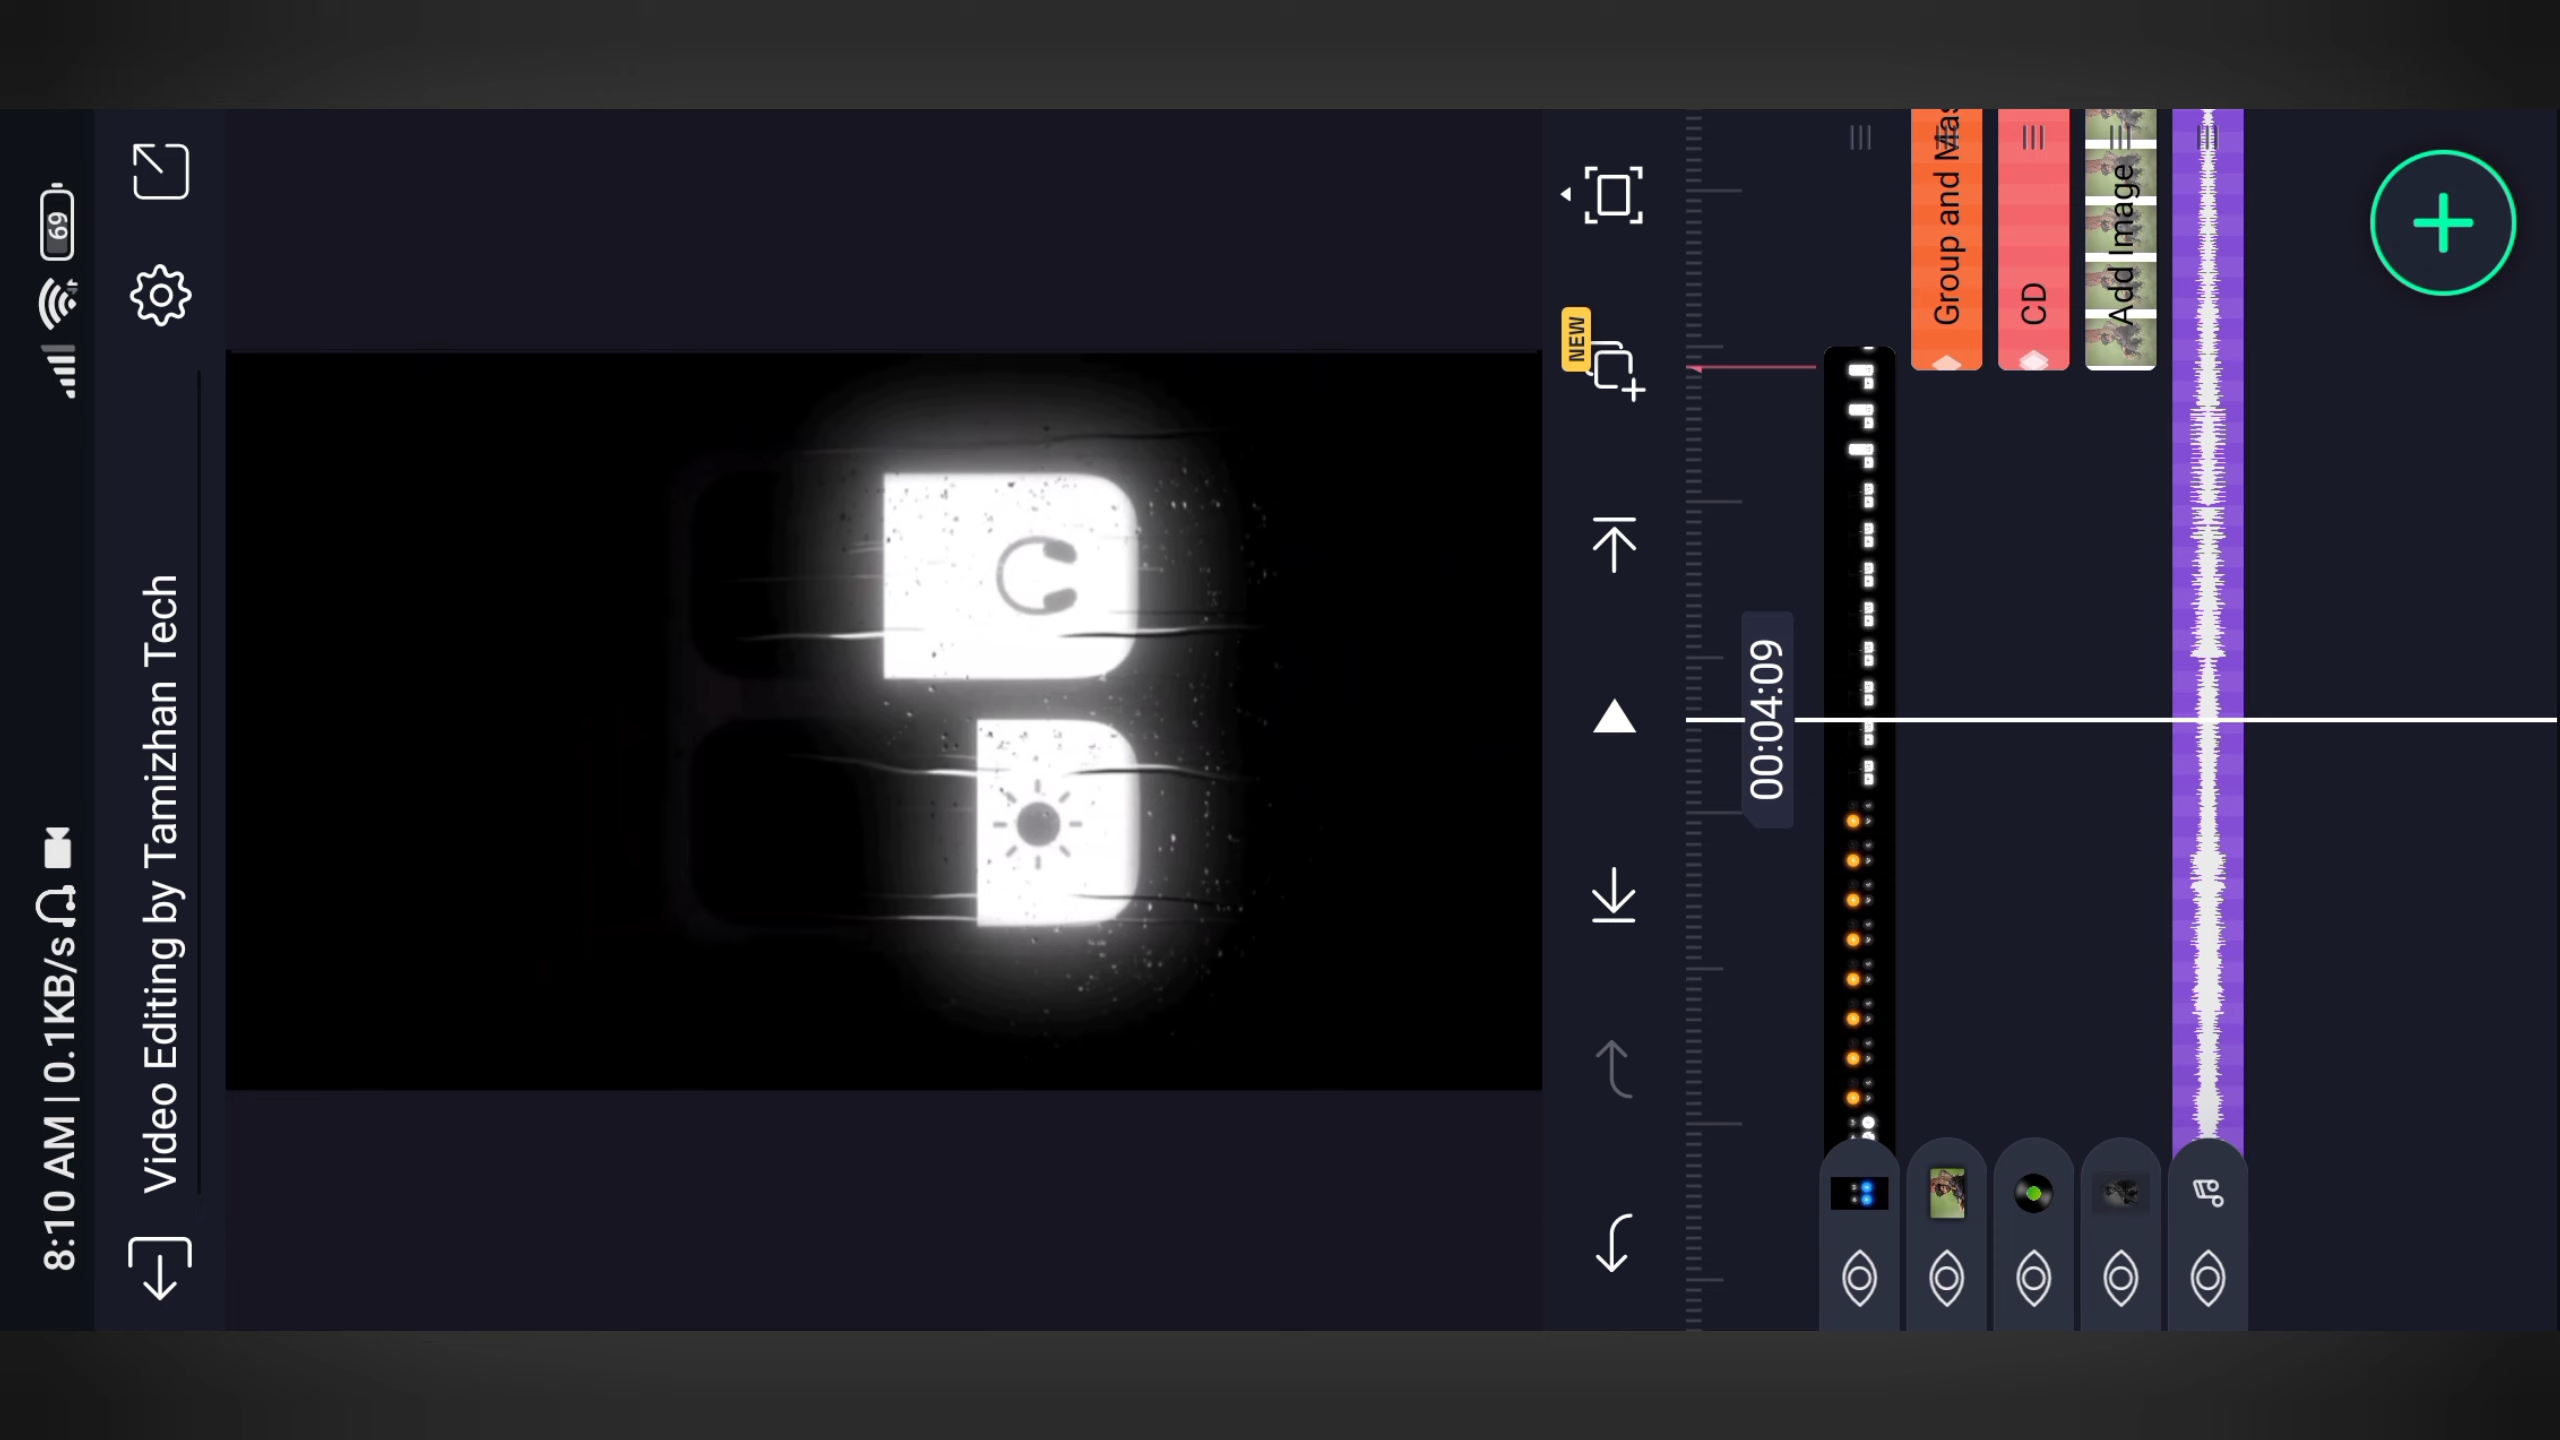 8:10 AM | 0.1KB/s
69
Video Editing by Tamizhan Tech
NEW
00:04:09
Group and Mas
CD
Add Image